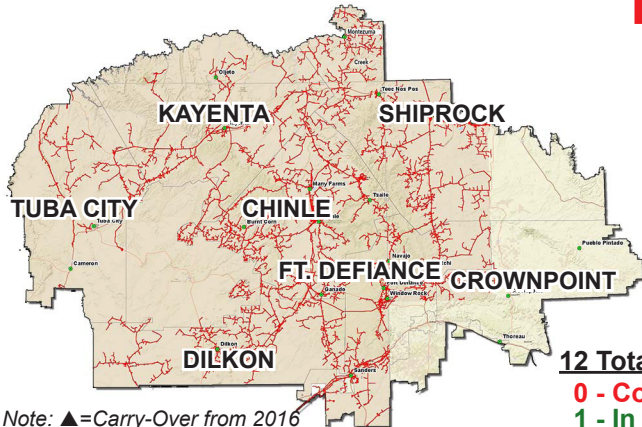 Montezuma
Creek
Oljeto
Teec Nos Pos
KAYENTA
SHIPROCK
Many Farms
Tsaile
TUBA CITY
CHINLE
Tuba City
Burnt Corn
Pueblo Pintado
Navajo
Cameron
FT. DEFIANCE
CROWNPOINT
Ganado
Window Rock
Thoreau
Dilkon
DILKON
Sanders
12 Tota
0 - Co
1 - In
Note: ▲=Carry-Over from 2016